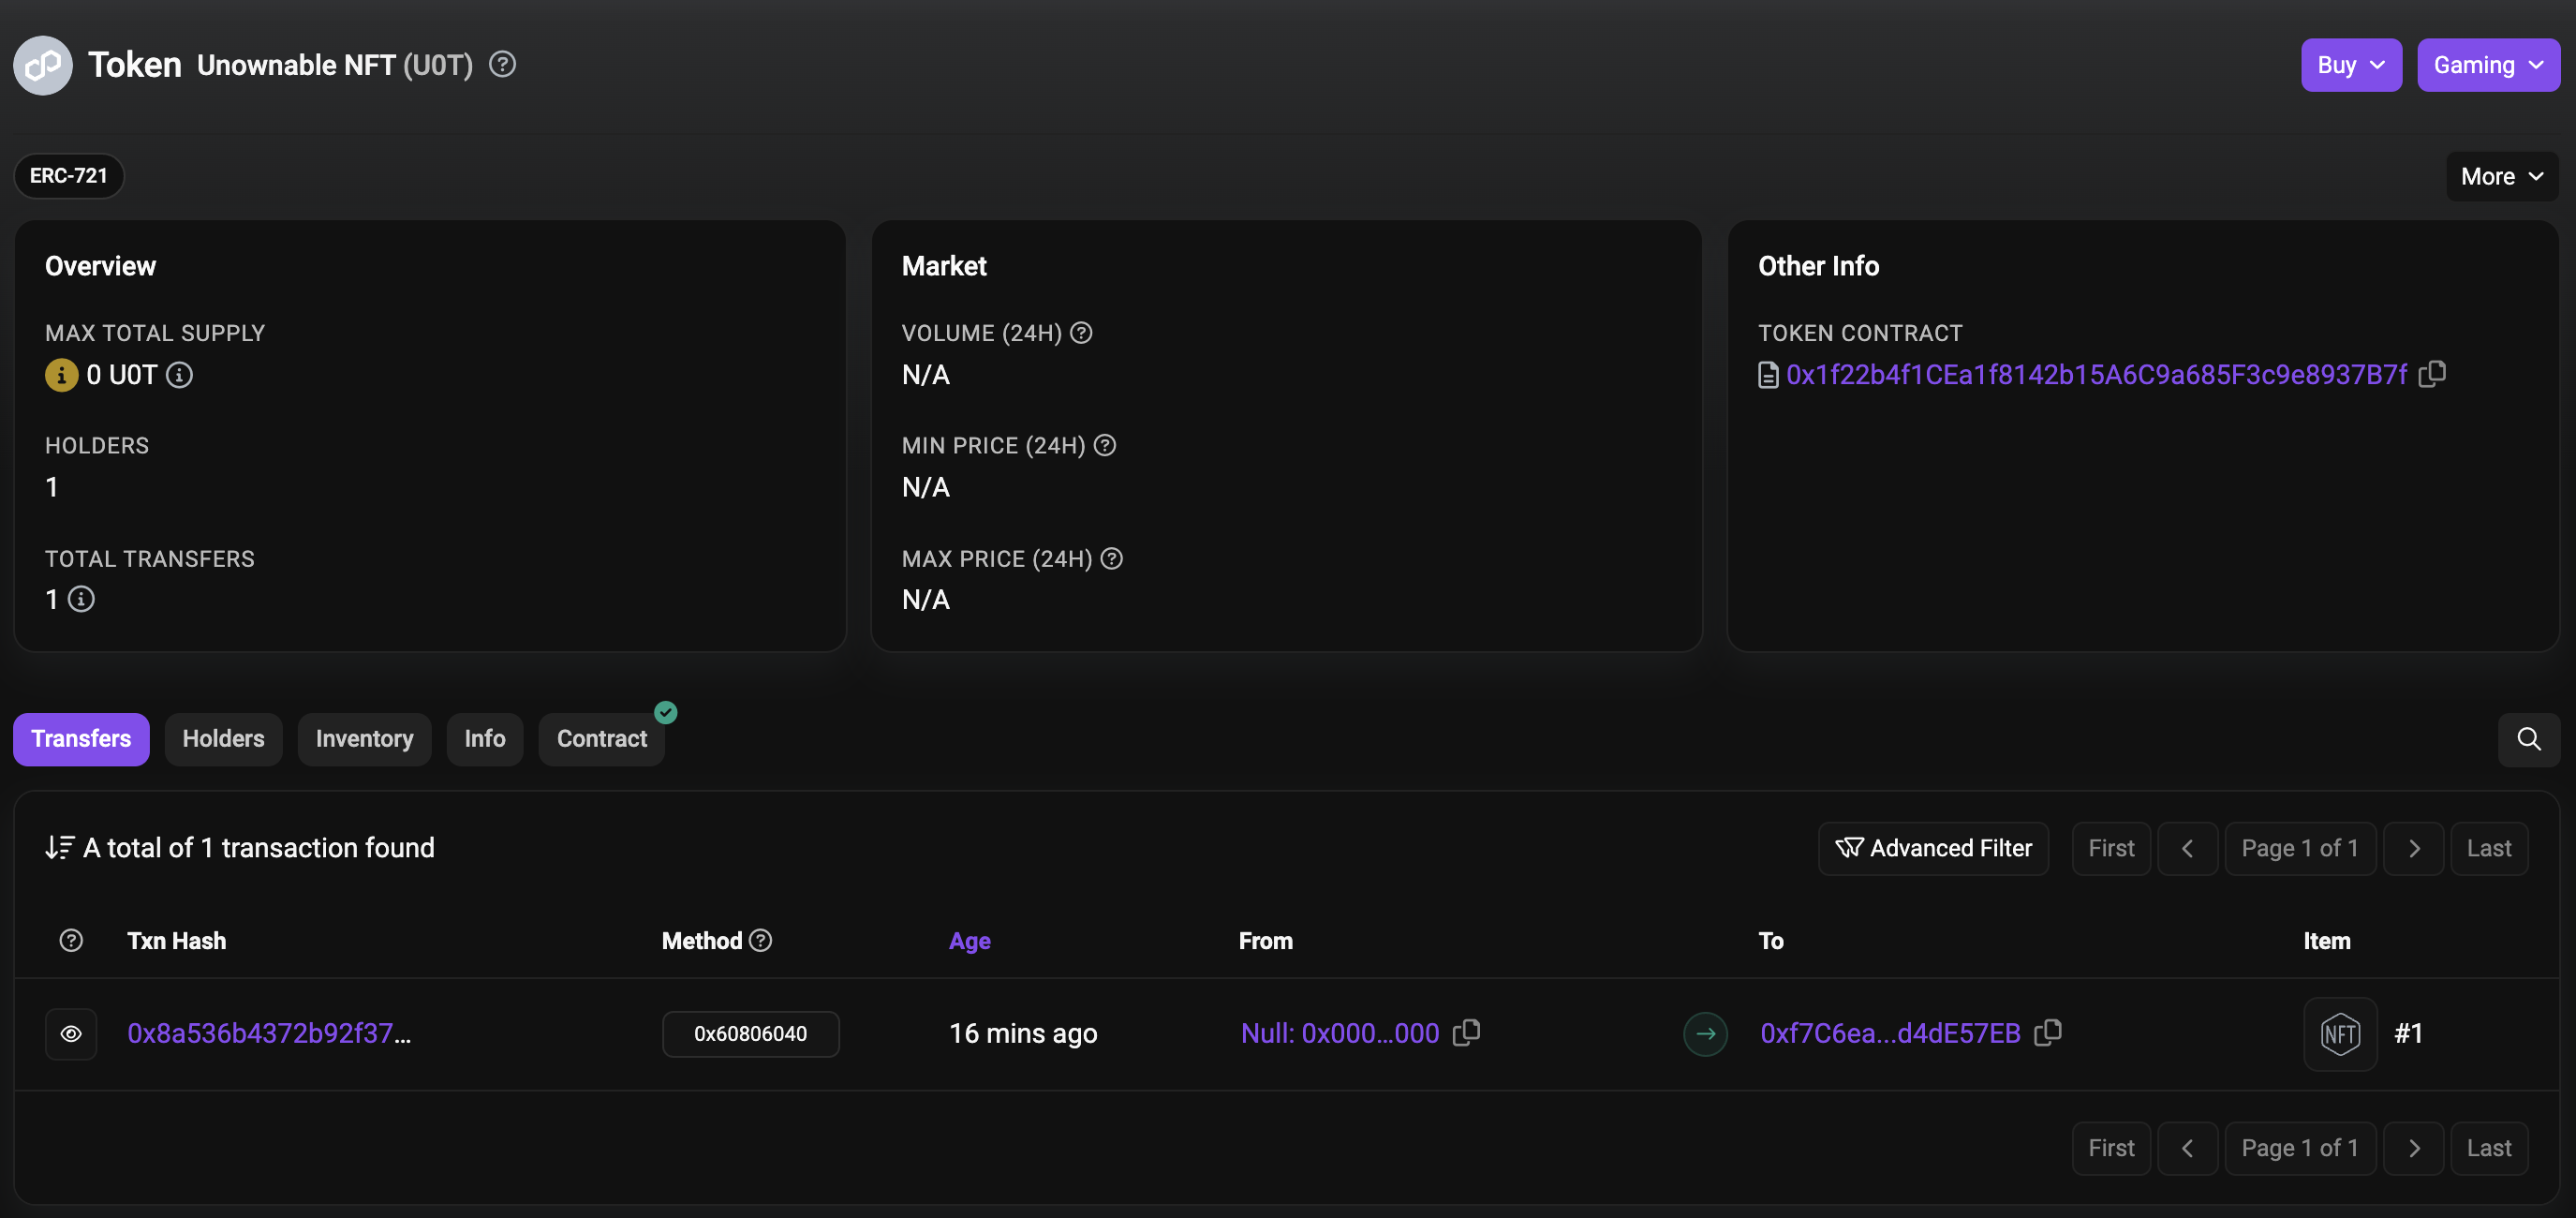 Token Unownable NFT (U0T)
Buy
Gaming
ERC-721
More
Overview
MAX TOTAL SUPPLY
0 U0T
HOLDERS
1
TOTAL TRANSFERS
1
Market
VOLUME (24H)
N/A
MIN PRICE (24H)
N/A
MAX PRICE (24H)
N/A
Other Info
TOKEN CONTRACT
0x1f22b4f1CEa1f8142b15A6C9a685F3c9e8937B7f
Transfers Holders Inventory Info Contract
A total of 1 transaction found
Advanced Filter First Page 1 of 1 Last
Txn Hash Method Age From To Item
0x8a536b4372b92f37... 0x60806040 16 mins ago Null: 0x000...000 0xf7C6ea...d4dE57EB NFT #1
First Page 1 of 1 Last